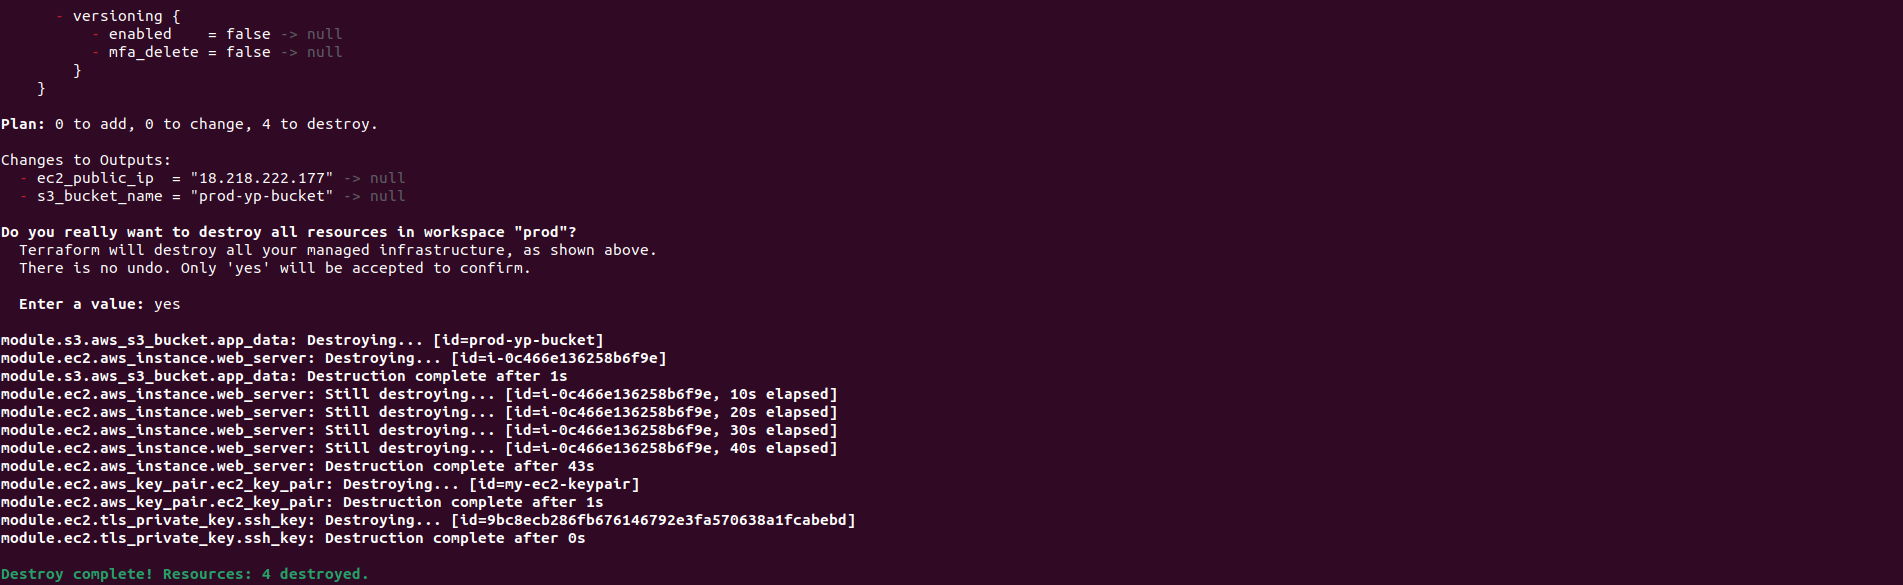 - versioning {
- enabled    = false -> null
- mfa_delete = false -> null
}
}
Plan: 0 to add, 0 to change, 4 to destroy.
Changes to Outputs:
- ec2_public_ip  = "18.218.222.177" -> null
- s3_bucket_name = "prod-yp-bucket" -> null
Do you really want to destroy all resources in workspace "prod"?
Terraform will destroy all your managed infrastructure, as shown above.
There is no undo. Only 'yes' will be accepted to confirm.
Enter a value: yes
module.s3.aws_s3_bucket.app_data: Destroying... [id=prod-yp-bucket]
module.ec2.aws_instance.web_server: Destroying... [id=i-0c466e136258b6f9e]
module.s3.aws_s3_bucket.app_data: Destruction complete after 1s
module.ec2.aws_instance.web_server: Still destroying... [id=i-0c466e136258b6f9e, 10s elapsed]
module.ec2.aws_instance.web_server: Still destroying... [id=i-0c466e136258b6f9e, 20s elapsed]
module.ec2.aws_instance.web_server: Still destroying... [id=i-0c466e136258b6f9e, 30s elapsed]
module.ec2.aws_instance.web_server: Still destroying... [id=i-0c466e136258b6f9e, 40s elapsed]
module.ec2.aws_instance.web_server: Destruction complete after 43s
module.ec2.aws_key_pair.ec2_key_pair: Destroying... [id=my-ec2-keypair]
module.ec2.aws_key_pair.ec2_key_pair: Destruction complete after 1s
module.ec2.tls_private_key.ssh_key: Destroying... [id=9bc8ecb286fb676146792e3fa570638a1fcabebd]
module.ec2.tls_private_key.ssh_key: Destruction complete after 0s
Destroy complete! Resources: 4 destroyed.